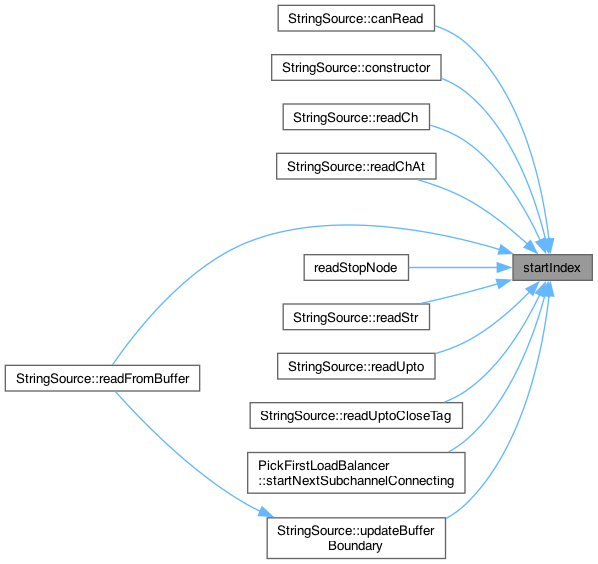 StringSource::canRead
StringSource::constructor
StringSource::readCh
StringSource::readChAt
startIndex
readStopNode
StringSource::readStr
StringSource::readUpto
StringSource::readFromBuffer
StringSource::readUptoCloseTag
PickFirstLoadBalancer
::startNextSubchannelConnecting
StringSource::updateBuffer
Boundary